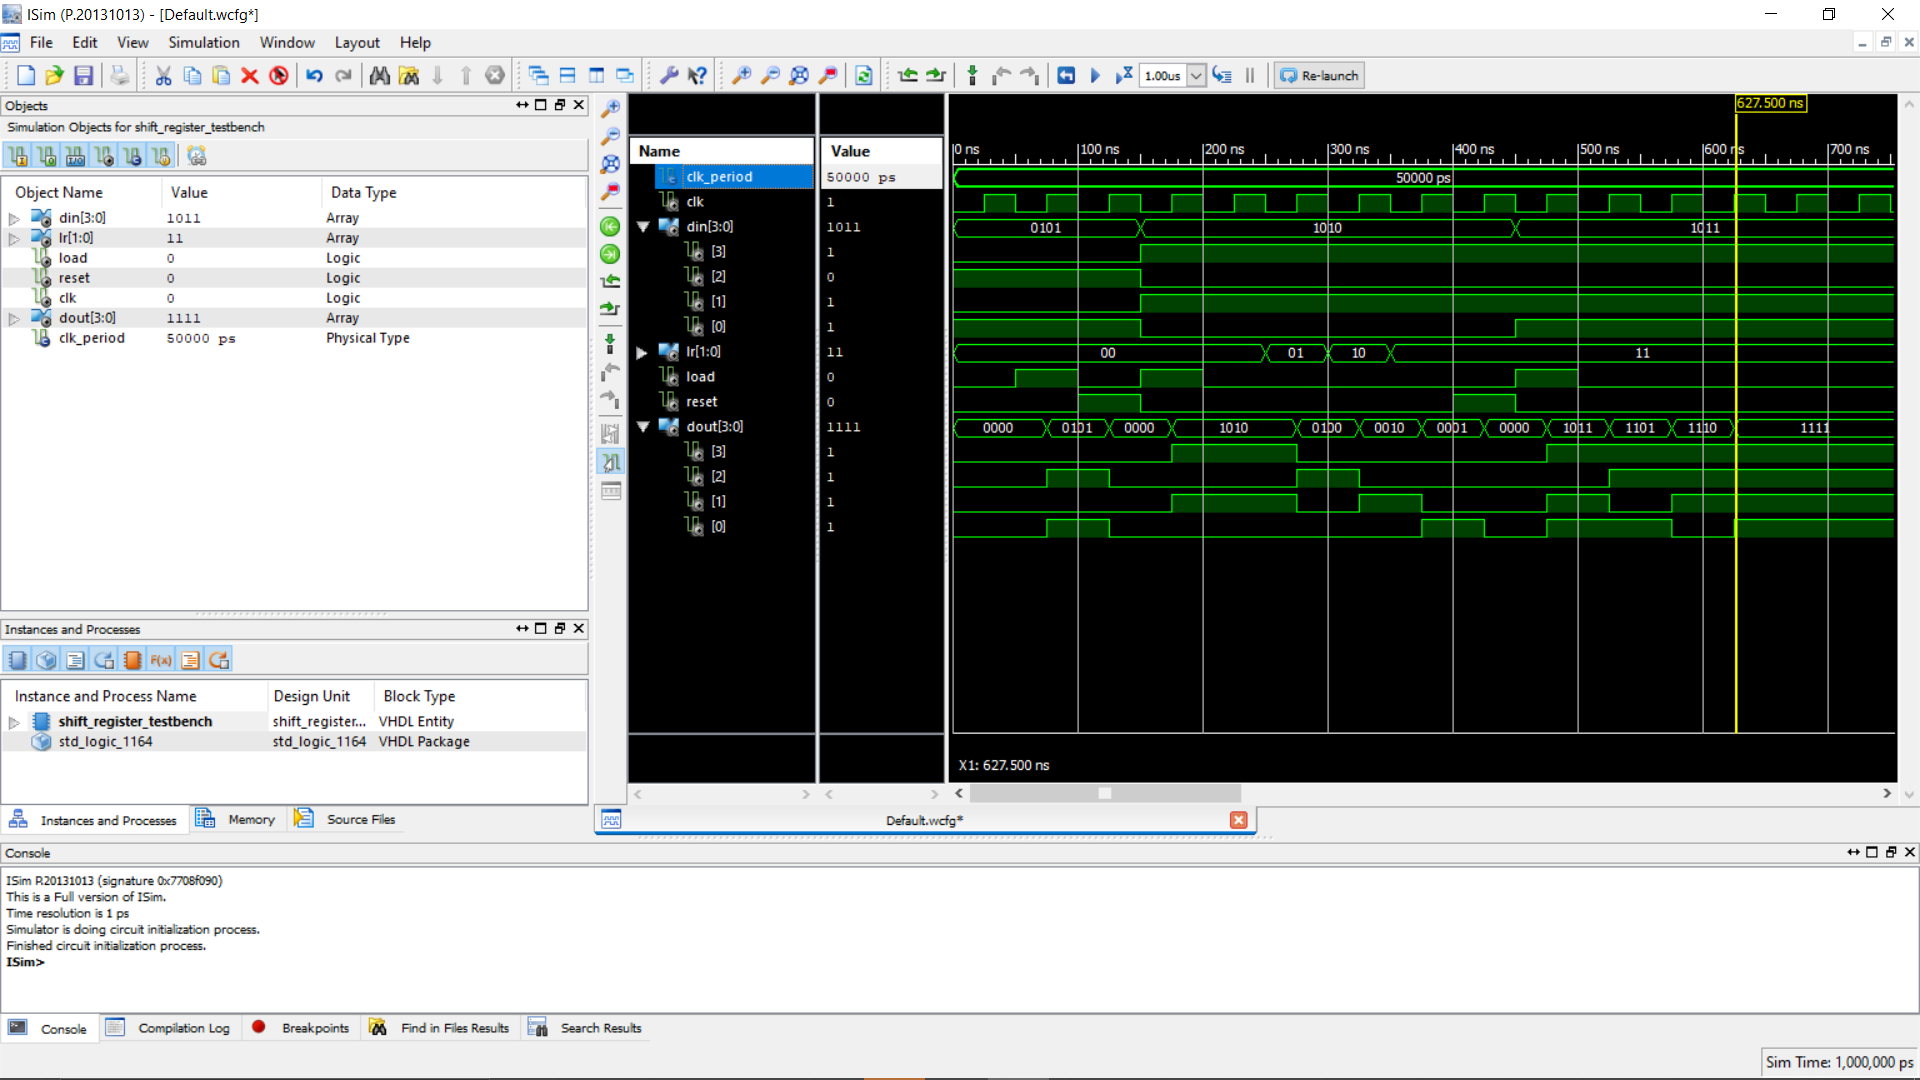 ISim (P.20131013) - [Default.wcfg*]
File Edit View Simulation Window Layout Help
1.00us Re-launch
Objects
Simulation Objects for shift_register_testbench
Object Name Value Data Type
din[3:0] 1011 Array
lr[1:0] 11 Array
load 0 Logic
reset 0 Logic
clk 0 Logic
dout[3:0] 1111 Array
clk_period 50000 ps Physical Type
Instances and Processes
F(x)
Instance and Process Name Design Unit Block Type
shift_register_testbench shift_register... VHDL Entity
std_logic_1164 std_logic_1164 VHDL Package
Instances and Processes Memory Source Files
627.500 ns
Name Value
0 ns 100 ns 200 ns 300 ns 400 ns 500 ns 600 ns 700 ns
clk_period 50000 ps 50000 ps
clk 1
din[3:0] 1011 0101 1010 1011
[3] 1
[2] 0
[1] 1
[0] 1
lr[1:0] 11 00 01 10 11
load 0
reset 0
dout[3:0] 1111 0000 0101 0000 1010 0100 0010 0001 0000 1011 1101 1110 1111
[3] 1
[2] 1
[1] 1
[0] 1
X1: 627.500 ns
Default.wcfg*
Console
ISim P.20131013 (signature 0x7708f090)
This is a Full version of ISim.
Time resolution is 1 ps
Simulator is doing circuit initialization process.
Finished circuit initialization process.
ISim>
Console Compilation Log Breakpoints Find in Files Results Search Results
Sim Time: 1,000,000 ps